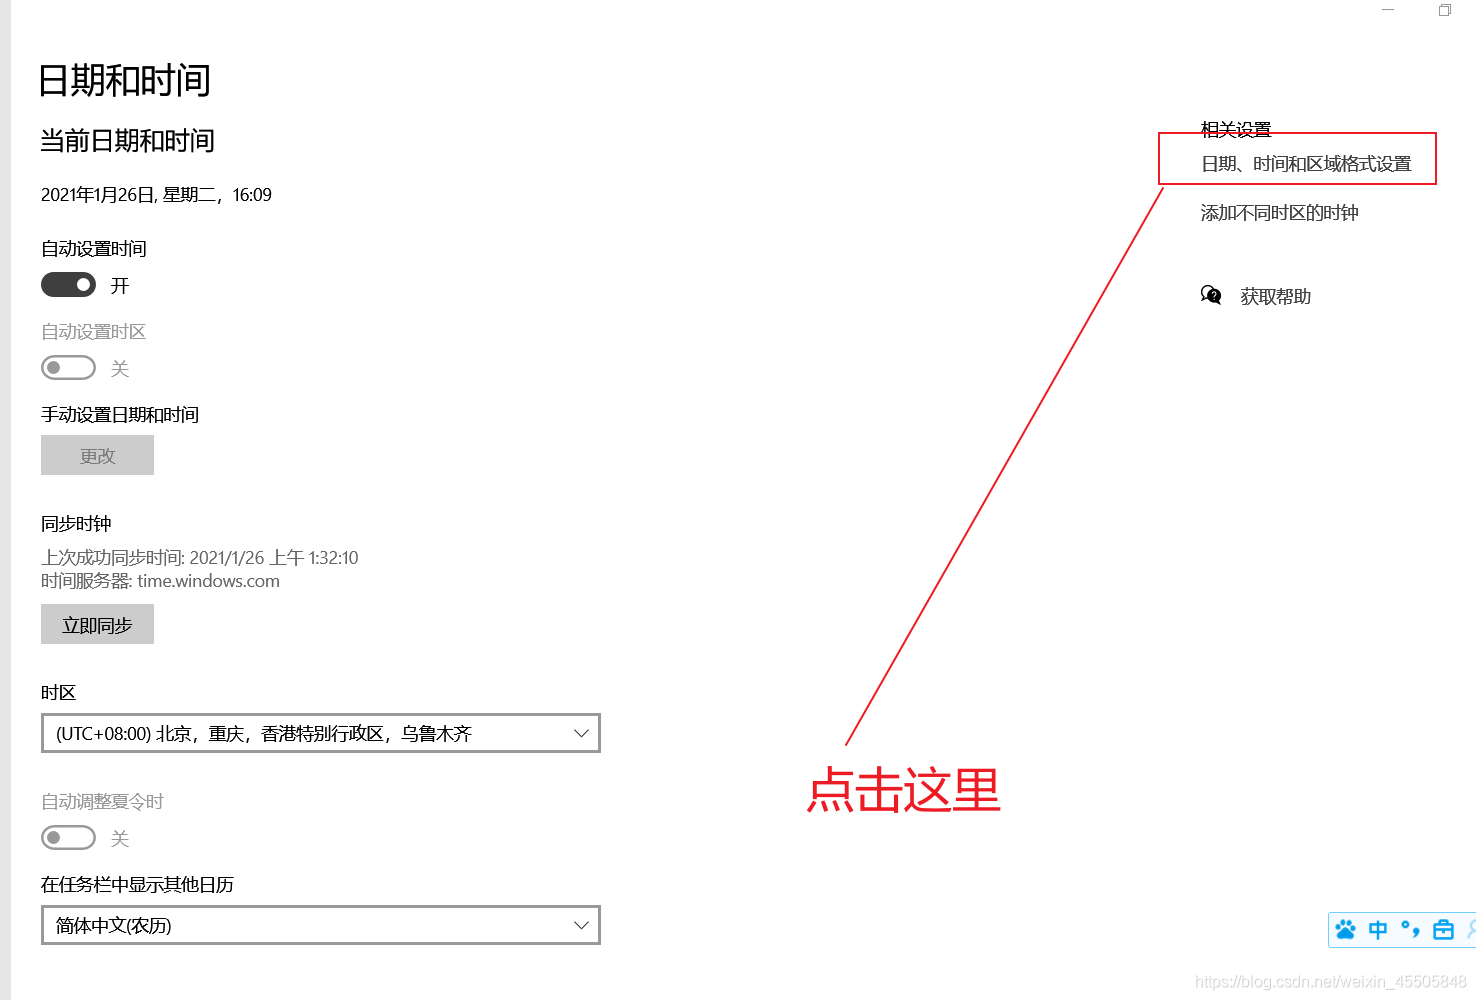 日期和时间
当前日期和时间
2021年1月26日, 星期二，16:09
自动设置时间
开
自动设置时区
关
手动设置日期和时间
更改
同步时钟
上次成功同步时间: 2021/1/26 上午 1:32:10
时间服务器: time.windows.com
立即同步
时区
(UTC+08:00) 北京，重庆，香港特别行政区，乌鲁木齐
自动调整夏令时
关
在任务栏中显示其他日历
简体中文(农历)
相关设置
日期、时间和区域格式设置
添加不同时区的时钟
获取帮助
点击这里
中
https://blog.csdn.net/weixin_45505848